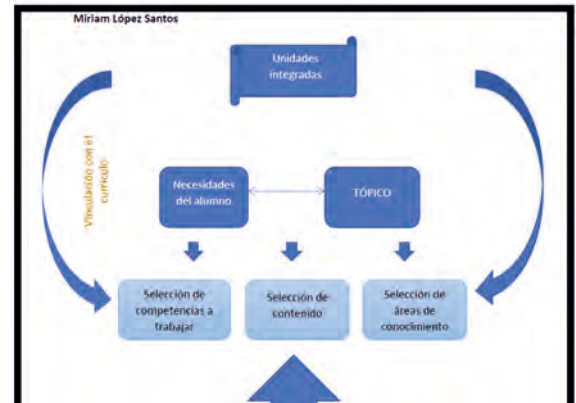 Miriam López Santos
Unidades
integradas
Vinculación con el
currículo
Necesidades
del alumno
TÓPICO
Selección de
competencias a
trabajar
Selección de
contenido
Selección de
áreas de
conocimiento